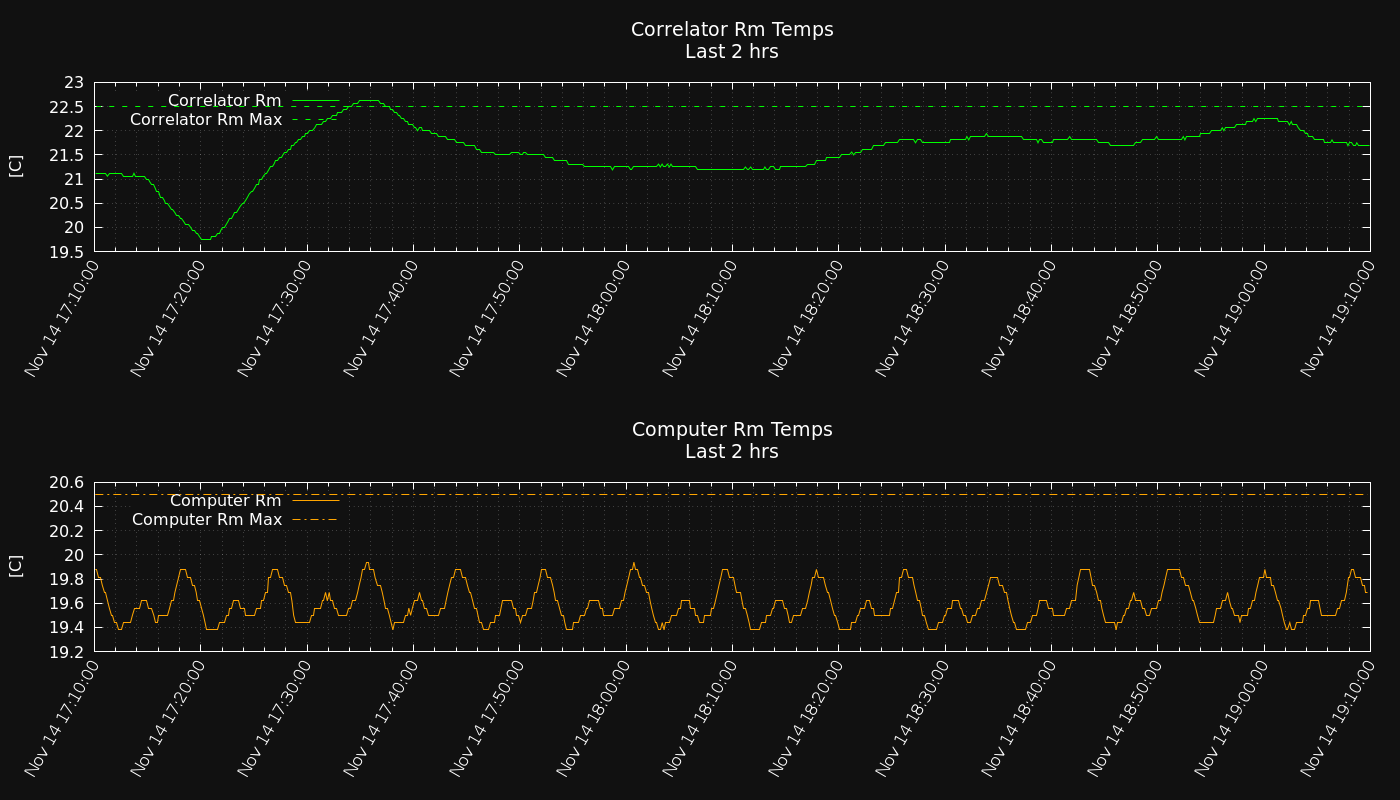 Correlator Rm Temps
Last 2 hrs
[C]
23
22.5
22
21.5
21
20.5
20
19.5
Correlator Rm
Correlator Rm Max
Nov 14 17:10:00
Nov 14 17:20:00
Nov 14 17:30:00
Nov 14 17:40:00
Nov 14 17:50:00
Nov 14 18:00:00
Nov 14 18:10:00
Nov 14 18:20:00
Nov 14 18:30:00
Nov 14 18:40:00
Nov 14 18:50:00
Nov 14 19:00:00
Nov 14 19:10:00
Computer Rm Temps
Last 2 hrs
[C]
20.6
20.4
20.2
20
19.8
19.6
19.4
19.2
Computer Rm
Computer Rm Max
Nov 14 17:10:00
Nov 14 17:20:00
Nov 14 17:30:00
Nov 14 17:40:00
Nov 14 17:50:00
Nov 14 18:00:00
Nov 14 18:10:00
Nov 14 18:20:00
Nov 14 18:30:00
Nov 14 18:40:00
Nov 14 18:50:00
Nov 14 19:00:00
Nov 14 19:10:00